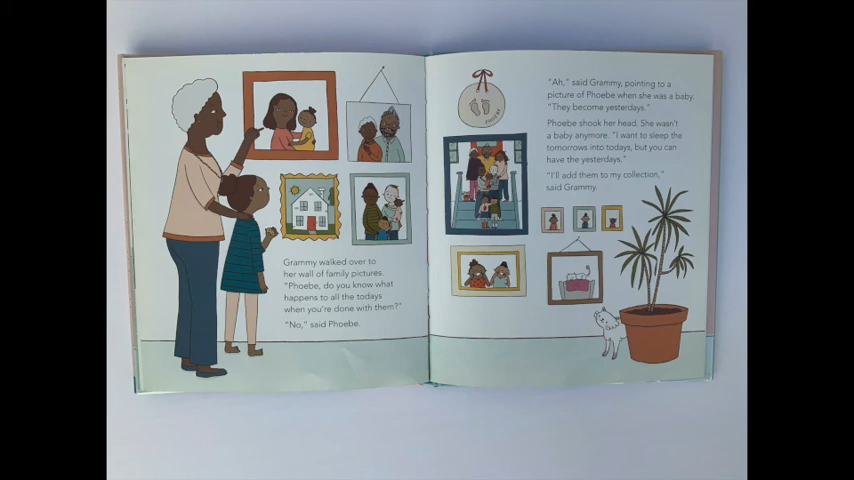 Grammy walked over to
her wall of family pictures.
"Phoebe, do you know what
happens to all the todays
when you're done with them?"
"No," said Phoebe.
PHOEBE
"Ah," said Grammy, pointing to a
picture of Phoebe when she was a baby.
"They become yesterdays."
Phoebe shook her head. She wasn't
a baby anymore. "I want to sleep the
tomorrows into todays, but you can
have the yesterdays."
"I'll add them to my collection,"
said Grammy.